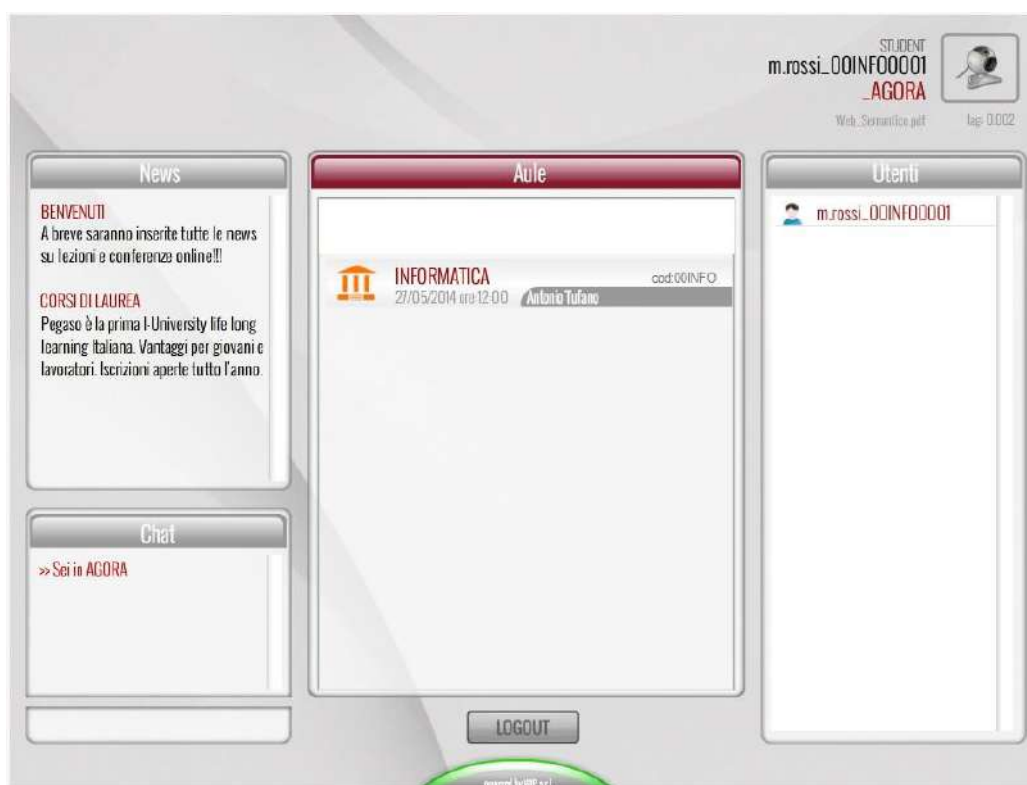 STUDENT
m.rossi_00INFO0001
_AGORA
Web_Semantico.pdf
lag: 0.002
News
BENVENUTI
A breve saranno inserite tutte le news
su lezioni e conferenze online!!!
CORSI DI LAUREA
Pegaso è la prima I-University life long
learning Italiana. Vantaggi per giovani e
lavoratori. Iscrizioni aperte tutto l'anno.
Chat
>> Sei in AGORA
Aule
INFORMATICA
cod:00INFO
27/05/2014 ore 12:00
Antonio Tufano
LOGOUT
Utenti
m.rossi_00INFO0001
powered by